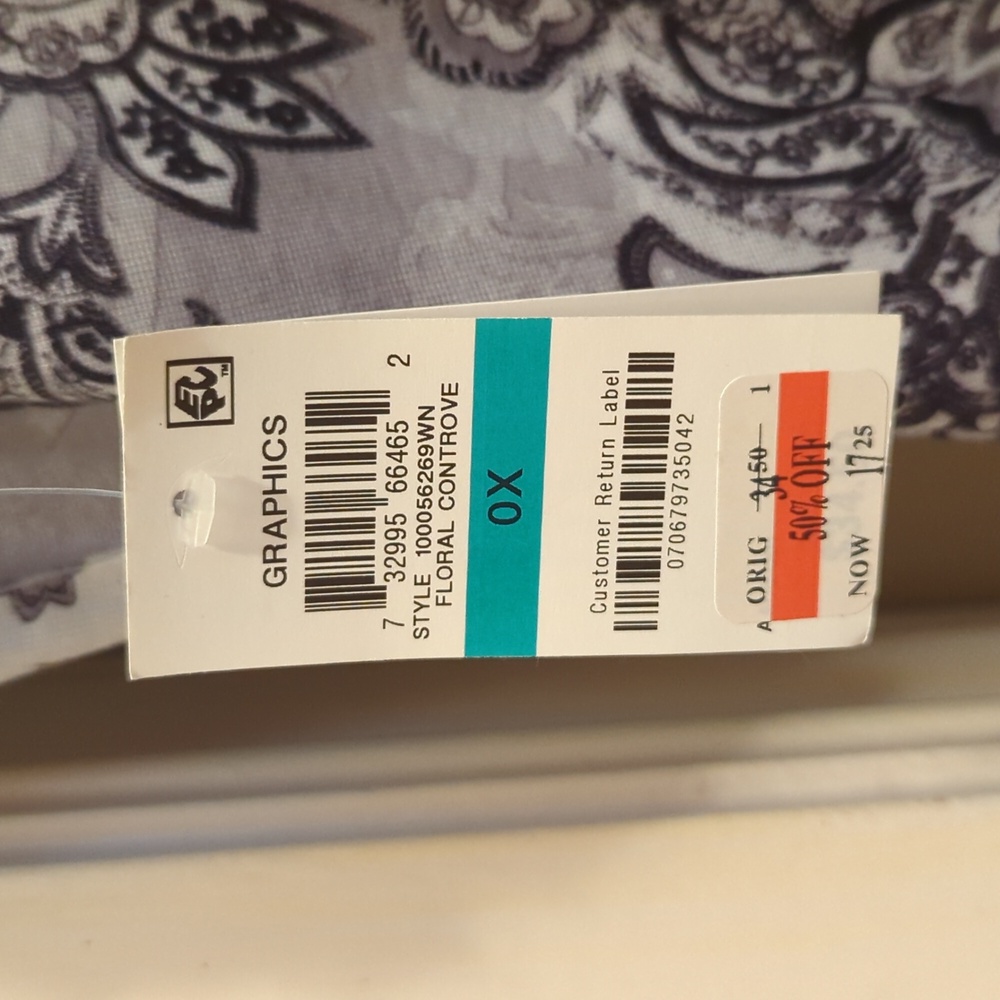 EPC™
GRAPHICS
7 32995 66465 2
STYLE 100056269WN
FLORAL CONTROVE
0X
Customer Return Label
070679735042
A
1
ORIG 34 50
50% OFF
NOW 17 25